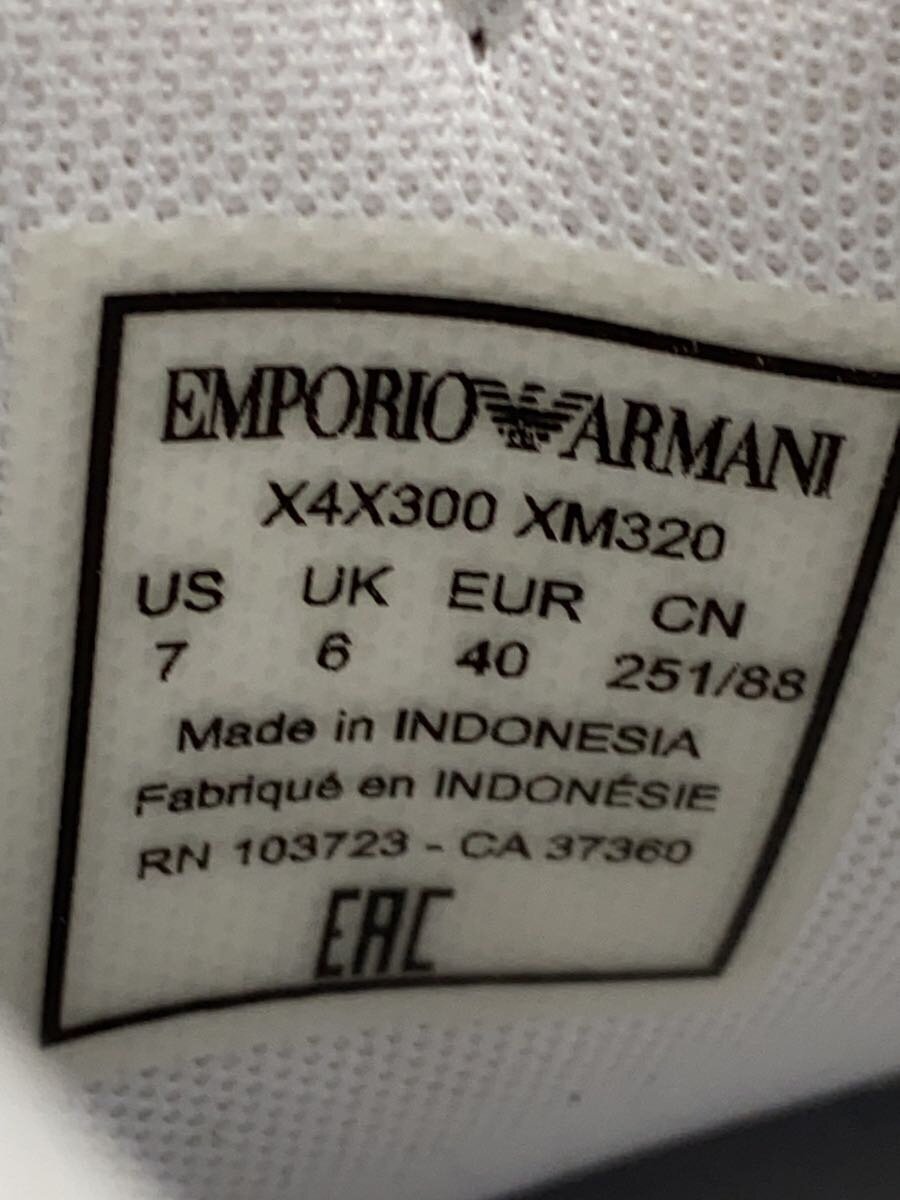 EMPORIO ARMANI
X4X300 XM320
US UK EUR CN
7 6 40 251/88
Made in INDONESIA
Fabriqué en INDONÉSIE
RN 103723 - CA 37360
EAC